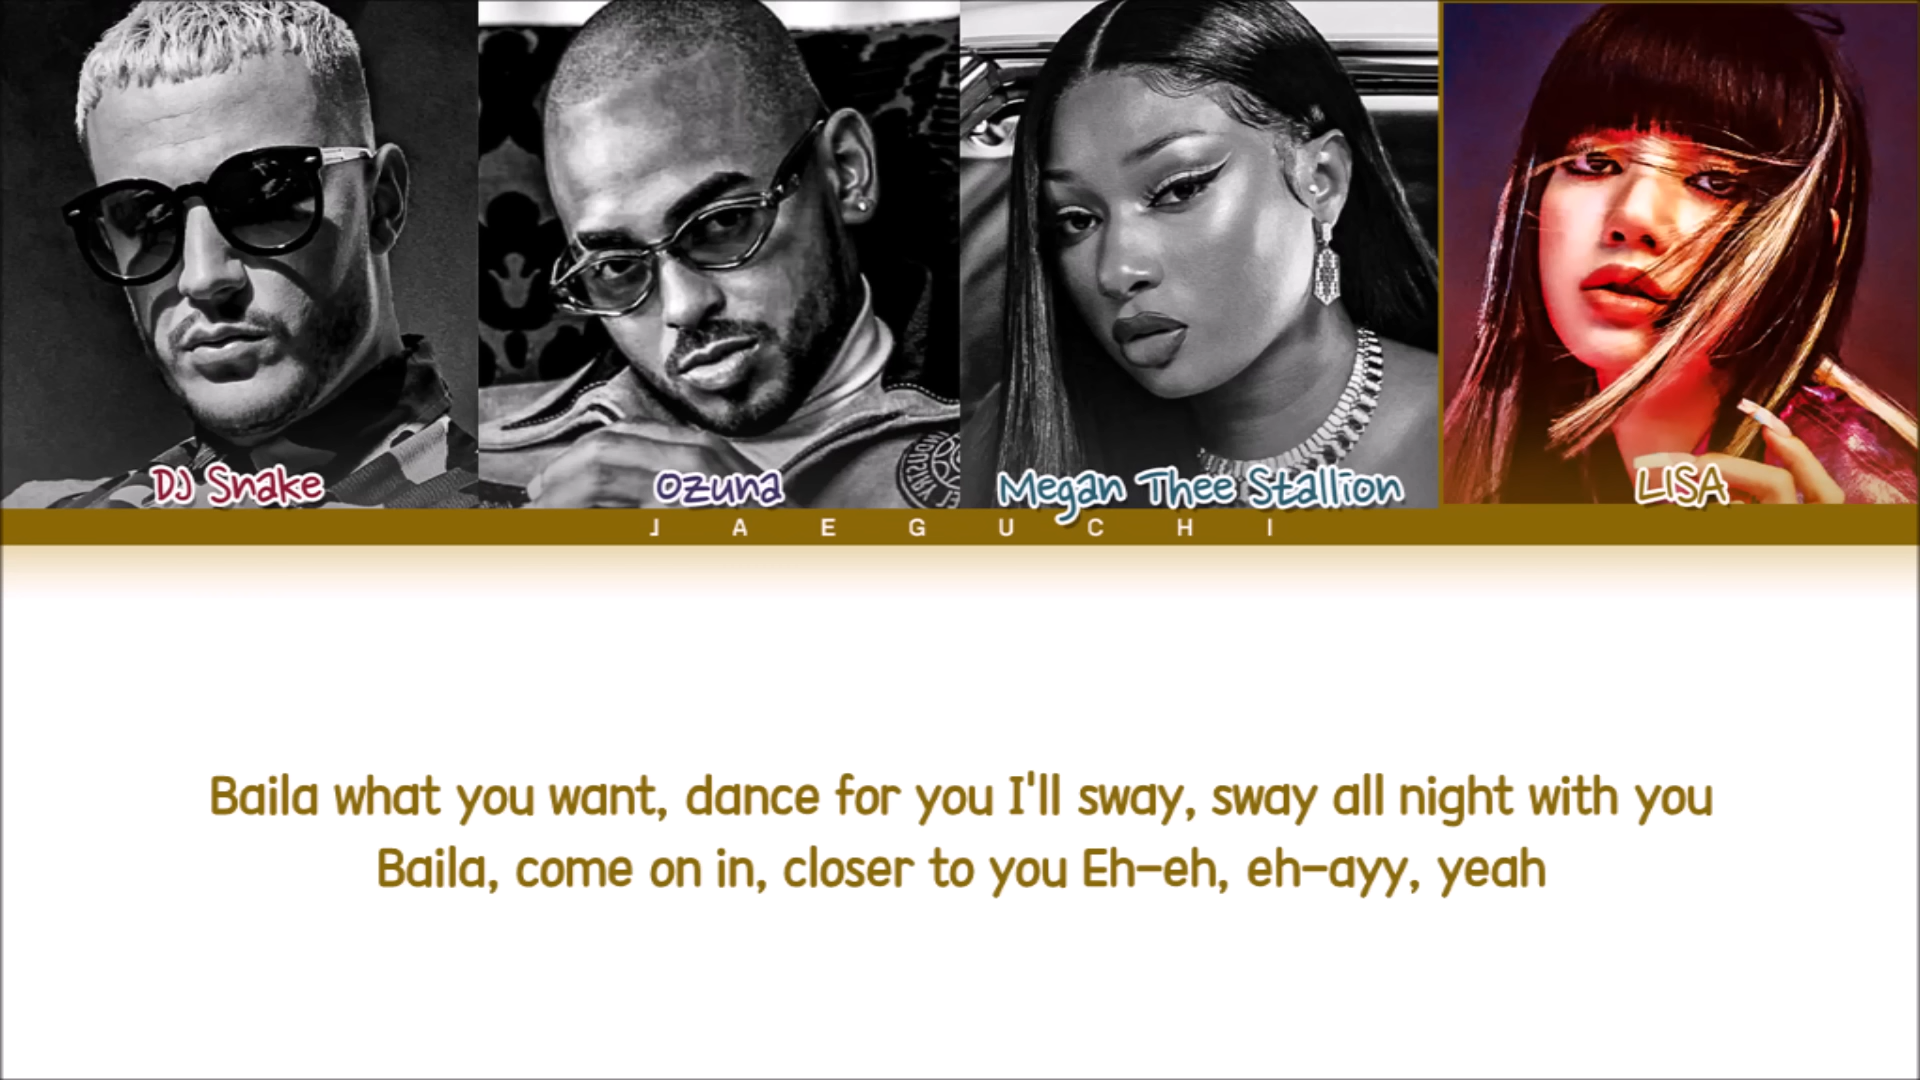 DJ Snake
Ozuna
Megan Thee Stallion
LISA
JAEGUCHI
Baila what you want, dance for you I'll sway, sway all night with you
Baila, come on in, closer to you Eh-eh, eh-ayy, yeah